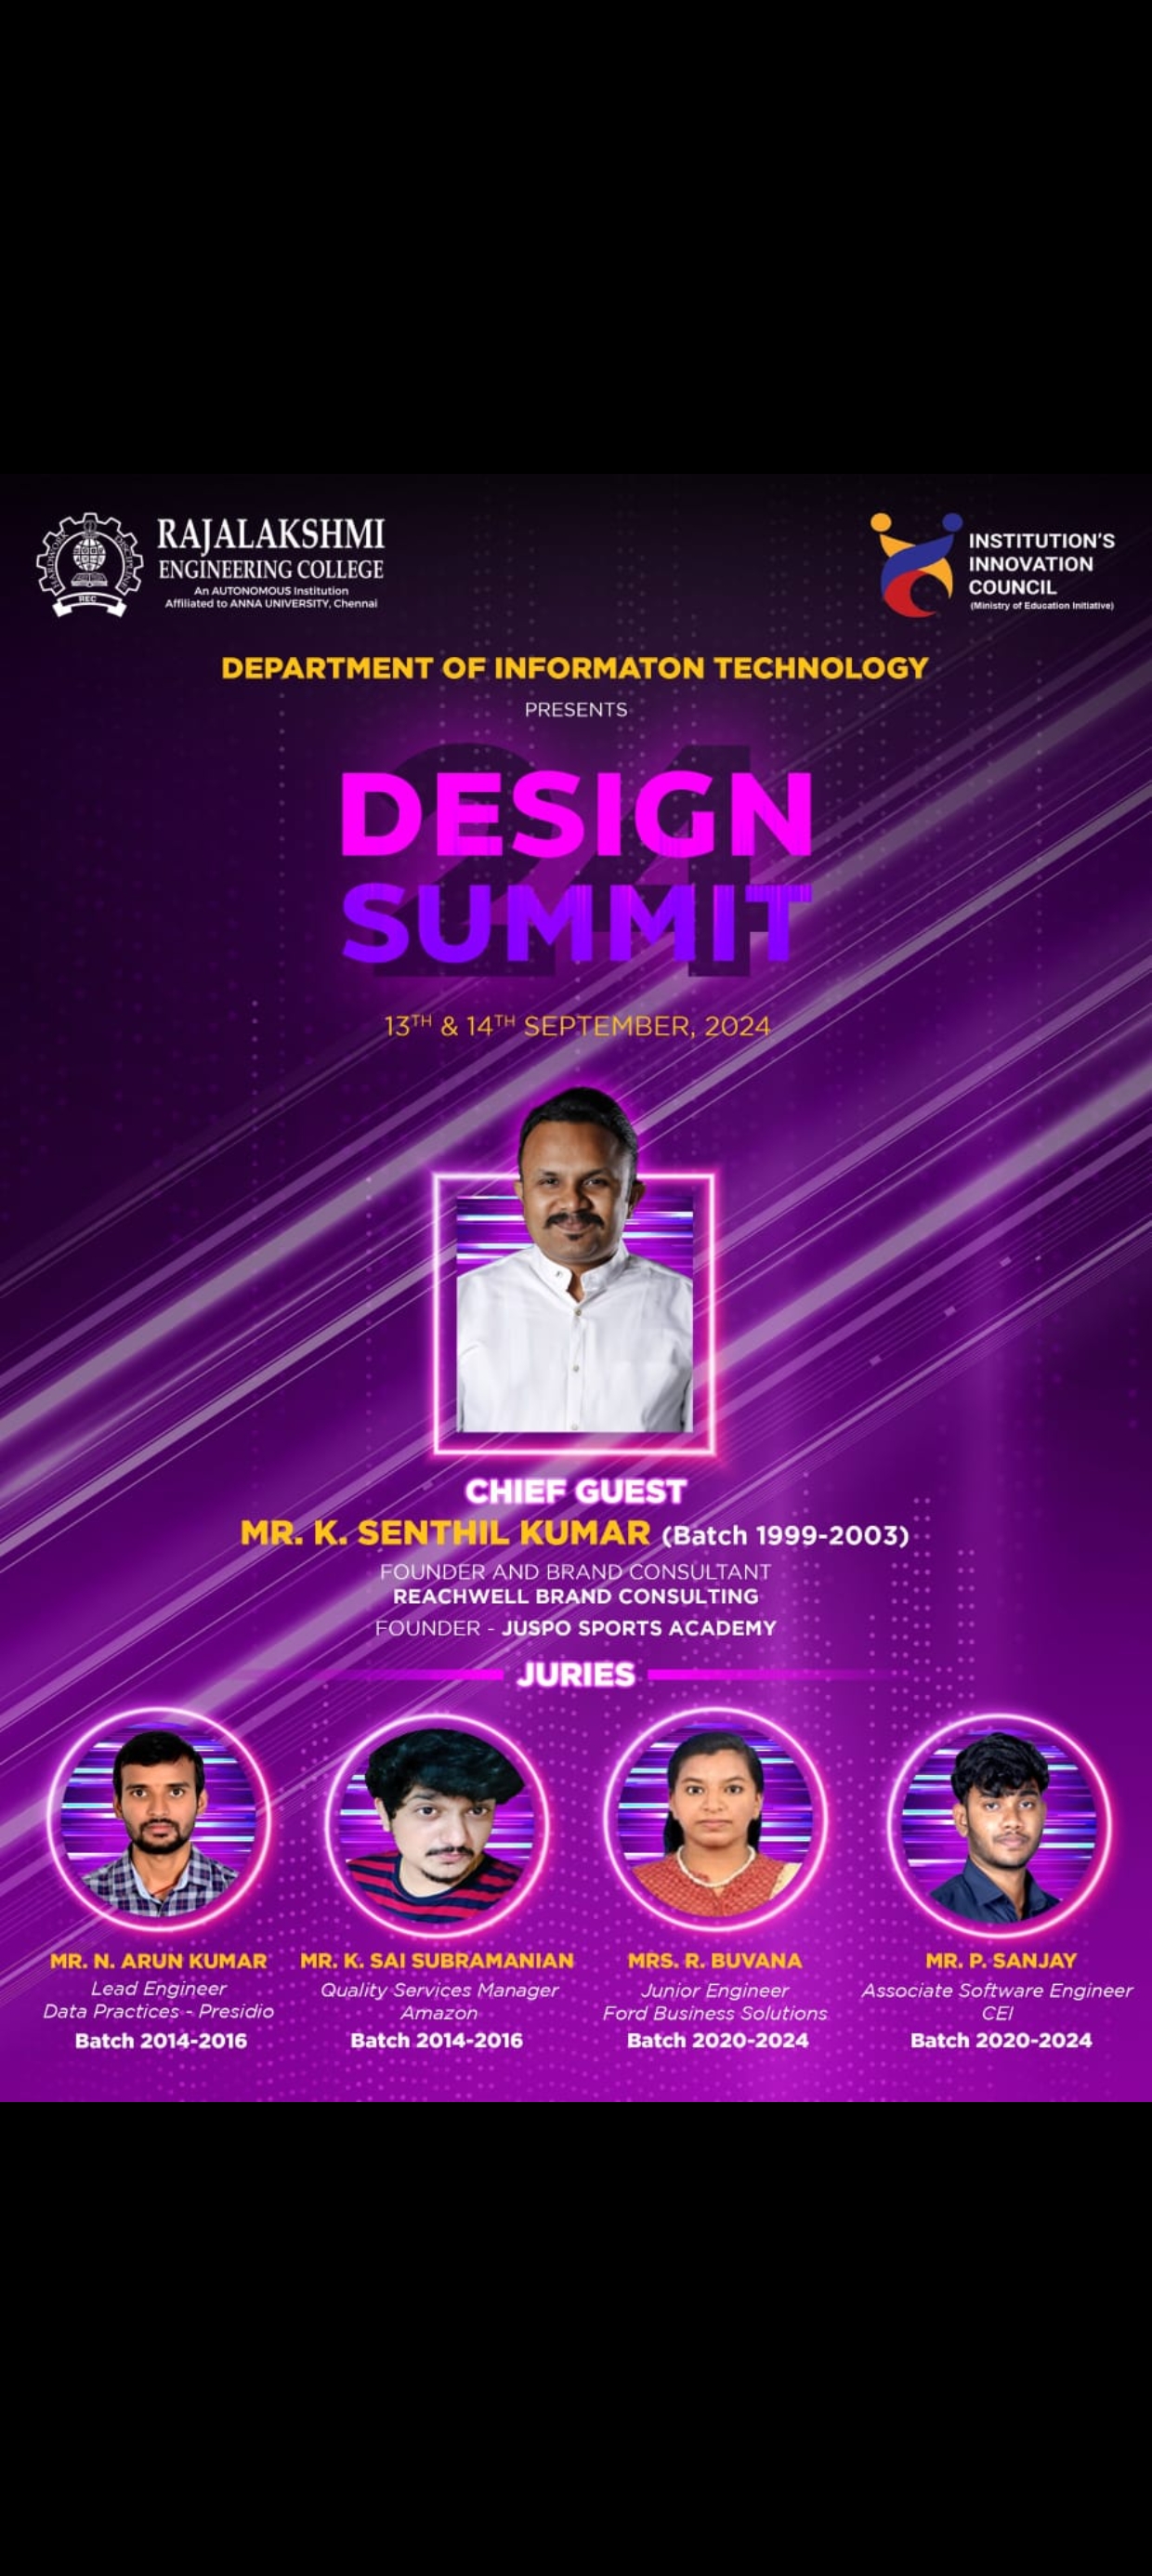 RAJALAKSHMI
ENGINEERING COLLEGE
An AUTONOMOUS Institution
Affiliated to ANNA UNIVERSITY, Chennai
HARDWORK
DISCIPLINE
REC
INSTITUTION'S
INNOVATION
COUNCIL
(Ministry of Education Initiative)
DEPARTMENT OF INFORMATON TECHNOLOGY
PRESENTS
24
DESIGN
SUMMIT
13TH & 14TH SEPTEMBER, 2024
CHIEF GUEST
MR. K. SENTHIL KUMAR (Batch 1999-2003)
FOUNDER AND BRAND CONSULTANT
REACHWELL BRAND CONSULTING
FOUNDER - JUSPO SPORTS ACADEMY
JURIES
MR. N. ARUN KUMAR
Lead Engineer
Data Practices - Presidio
Batch 2014-2016
MR. K. SAI SUBRAMANIAN
Quality Services Manager
Amazon
Batch 2014-2016
MRS. R. BUVANA
Junior Engineer
Ford Business Solutions
Batch 2020-2024
MR. P. SANJAY
Associate Software Engineer
CEI
Batch 2020-2024